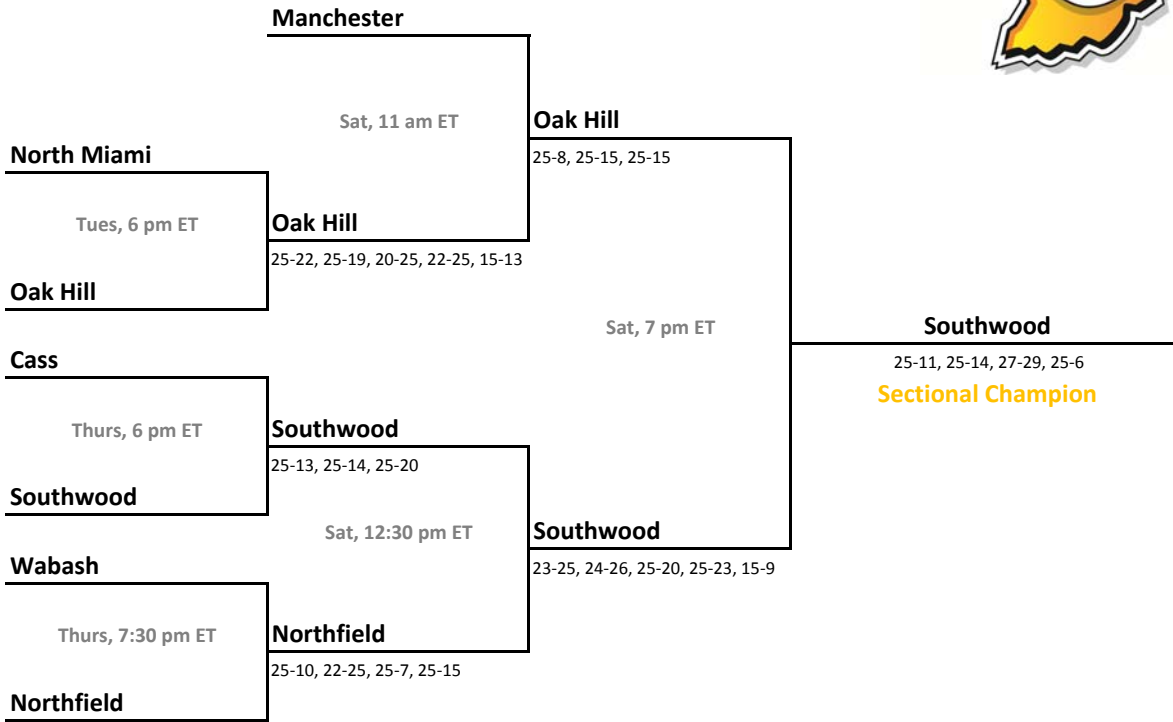 Manchester
Sat, 11 am ET
Oak Hill
25-8, 25-15, 25-15
North Miami
Tues, 6 pm ET
Oak Hill
25-22, 25-19, 20-25, 22-25, 15-13
Oak Hill
Sat, 7 pm ET
Southwood
25-11, 25-14, 27-29, 25-6
Sectional Champion
Cass
Thurs, 6 pm ET
Southwood
25-13, 25-14, 25-20
Southwood
Sat, 12:30 pm ET
Southwood
23-25, 24-26, 25-20, 25-23, 15-9
Wabash
Thurs, 7:30 pm ET
Northfield
25-10, 22-25, 25-7, 25-15
Northfield